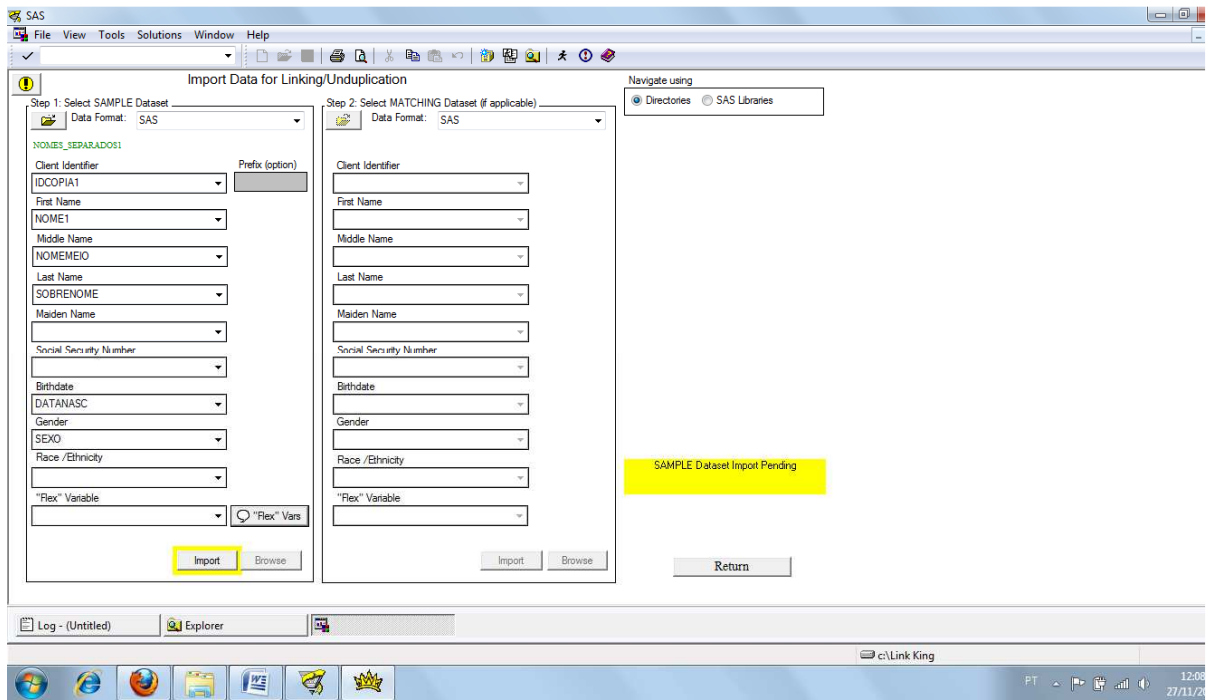 SAS
File View Tools Solutions Window Help
Import Data for Linking/Unduplication
Navigate using
Directories SAS Libraries
Step 1: Select SAMPLE Dataset
Data Format: SAS
NOMES_SEPARADOS1
Client Identifier Prefix (option)
IDCOPIA1
First Name
NOME1
Middle Name
NOMEMEIO
Last Name
SOBRENOME
Maiden Name
Social Security Number
Birthdate
DATANASC
Gender
SEXO
Race /Ethnicity
"Flex" Variable
"Flex" Vars
Import Browse
Step 2: Select MATCHING Dataset (if applicable)
Data Format: SAS
Client Identifier
First Name
Middle Name
Last Name
Maiden Name
Social Security Number
Birthdate
Gender
Race /Ethnicity
"Flex" Variable
Import Browse
SAMPLE Dataset Import Pending
Return
Log - (Untitled) Explorer
c:\Link King
PT 12:08
27/11/20